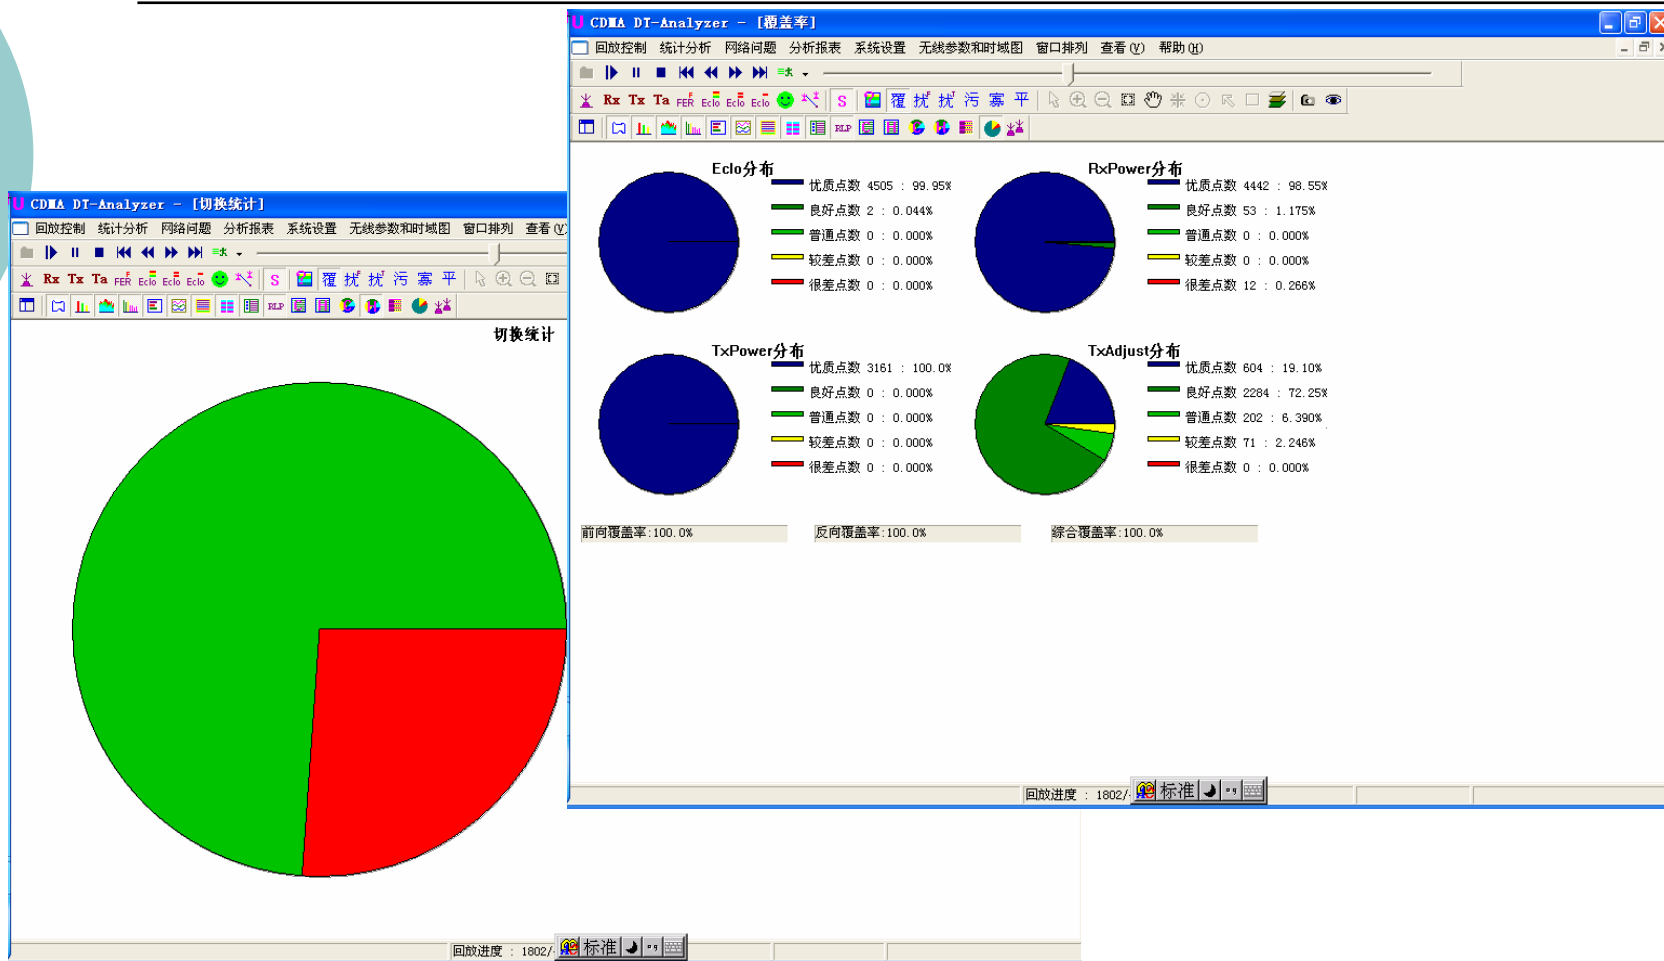 CDMA DT-Analyzer - [覆盖率]
回放控制 统计分析 网络问题 分析报表 系统设置 无线参数和时域图 窗口排列 查看(V) 帮助(H)
Rx Tx Ta FER EcIo EcIo EcIo S 覆 扰 扰 污 寡 平
RLP
EcIo分布
优质点数 4505 : 99.95%
良好点数 2 : 0.044%
普通点数 0 : 0.000%
较差点数 0 : 0.000%
很差点数 0 : 0.000%
RxPower分布
优质点数 4442 : 98.55%
良好点数 53 : 1.175%
普通点数 0 : 0.000%
较差点数 0 : 0.000%
很差点数 12 : 0.266%
TxPower分布
优质点数 3161 : 100.0%
良好点数 0 : 0.000%
普通点数 0 : 0.000%
较差点数 0 : 0.000%
很差点数 0 : 0.000%
TxAdjust分布
优质点数 604 : 19.10%
良好点数 2284 : 72.25%
普通点数 202 : 6.390%
较差点数 71 : 2.246%
很差点数 0 : 0.000%
前向覆盖率:100.0% 反向覆盖率:100.0% 综合覆盖率:100.0%
回放进度 : 1802/
标准
CDMA DT-Analyzer - [切换统计]
回放控制 统计分析 网络问题 分析报表 系统设置 无线参数和时域图 窗口排列 查看(V)
Rx Tx Ta FER EcIo EcIo EcIo S 覆 扰 扰 污 寡 平
RLP
切换统计
回放进度 : 1802/
标准